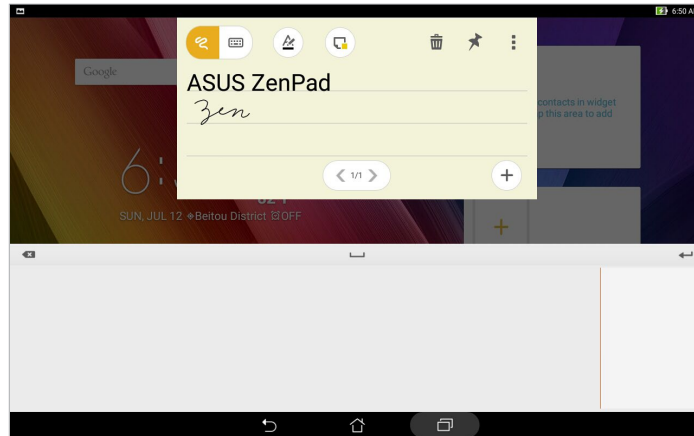 6:50 A
Google
ASUS ZenPad
Zen
contacts in widget
p this area to add
1/1
6:
SUN, JUL 12 Beitou District OFF